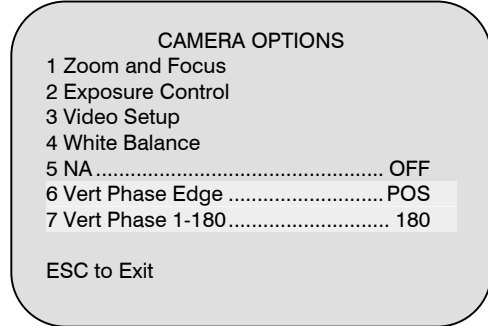 CAMERA OPTIONS
1 Zoom and Focus
2 Exposure Control
3 Video Setup
4 White Balance
5 NA................................................ OFF
6 Vert Phase Edge ..........................POS
7 Vert Phase 1-180........................... 180
ESC to Exit